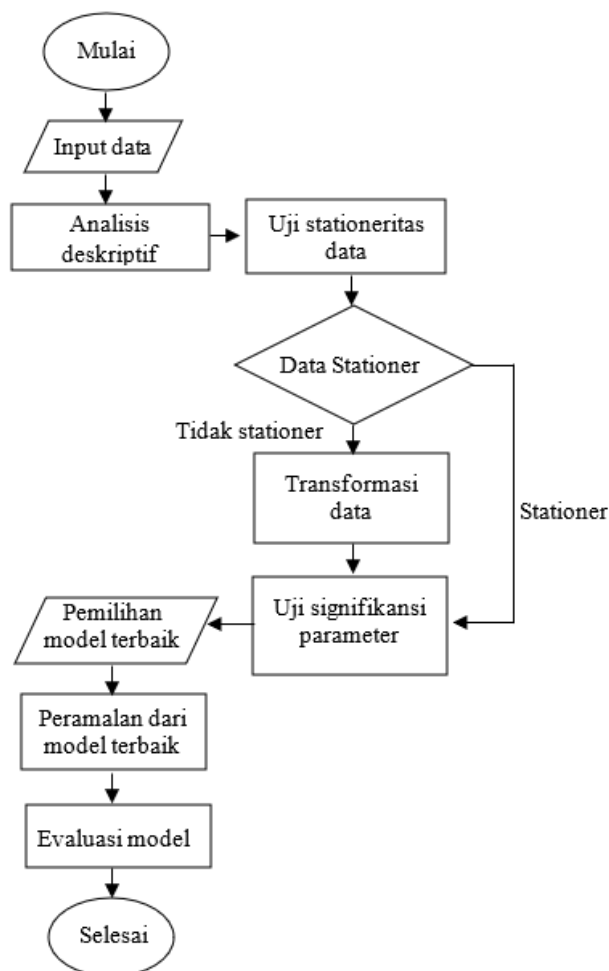 Mulai
Input data
Analisis
deskriptif
Uji stationeritas
data
Data Stationer
Tidak stationer
Transformasi
data
Stationer
Uji signifikansi
parameter
Pemilihan
model terbaik
Peramalan dari
model terbaik
Evaluasi model
Selesai